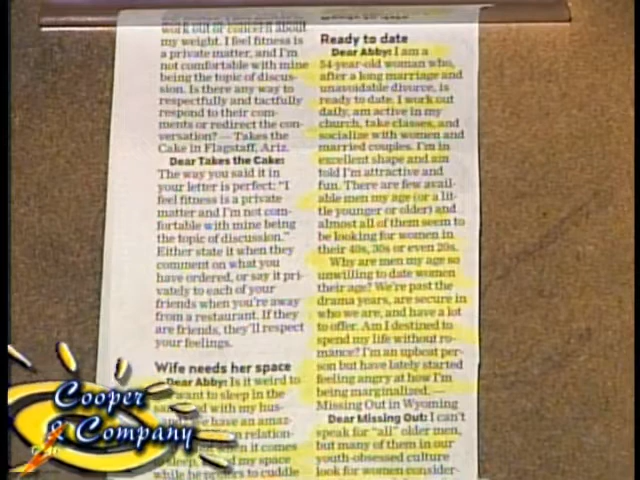 work out or concern about
my weight. I feel fitness is
a private matter, and I'm
not comfortable with mine
being the topic of discus-
sion. Is there any way to
respectfully and tactfully
respond to their com-
ments or redirect the con-
versation? — Takes the
Cake in Flagstaff, Ariz.
Dear Takes the Cake:
The way you said it in
your letter is perfect: "I
feel fitness is a private
matter and I'm not com-
fortable with mine being
the topic of discussion."
Either state it when they
comment on what you
have ordered, or say it pri-
vately to each of your
friends when you're away
from a restaurant. If they
are friends, they'll respect
your feelings.
Wife needs her space
Dear Abby: Is it weird to
want to sleep in the
with my hus-
have an amaz-
relation-
when it comes
sleep, my space
while he prefers to cuddle
Ready to date
Dear Abby: I am a
54-year-old woman who,
after a long marriage and
unavoidable divorce, is
ready to date. I work out
daily, am active in my
church, take classes, and
socialize with women and
married couples. I'm in
excellent shape and am
told I'm attractive and
fun. There are few avail-
able men my age (or a lit-
tle younger or older) and
almost all of them seem to
be looking for women in
their 40s, 30s or even 20s.
Why are men my age so
unwilling to date women
their age? We're past the
drama years, are secure in
who we are, and have a lot
to offer. Am I destined to
spend my life without ro-
mance? I'm an upbeat per-
son but have lately started
feeling angry at how I'm
being marginalized. —
Missing Out in Wyoming
Dear Missing Out: I can't
speak for "all" older men,
but many of them in our
youth-obsessed culture
look for women consider-
Cooper
& Company